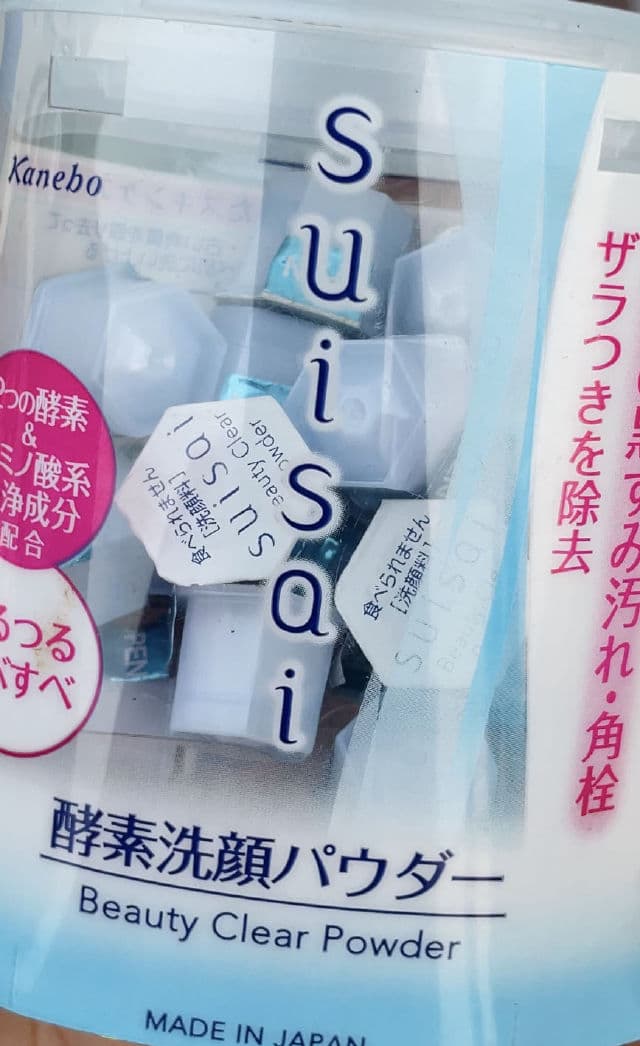 Kanebo
suisai
つの酵素
&
ミノ酸系
浄成分
配合
るつる
すべ
食べられません
[洗顔料]
suisai
Beauty Clear
Powder
食べられません
[洗顔料]
suisai
すみ汚れ・角栓
ザラつきを除去
酵素洗顔パウダー
Beauty Clear Powder
MADE IN JAPAN